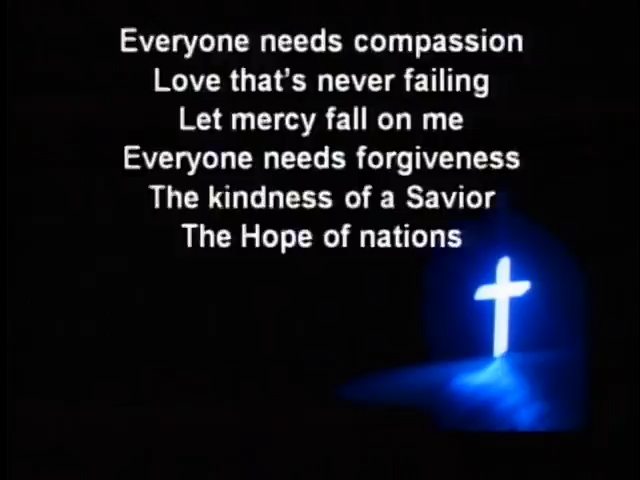 Everyone needs compassion
Love that's never failing
Let mercy fall on me
Everyone needs forgiveness
The kindness of a Savior
The Hope of nations